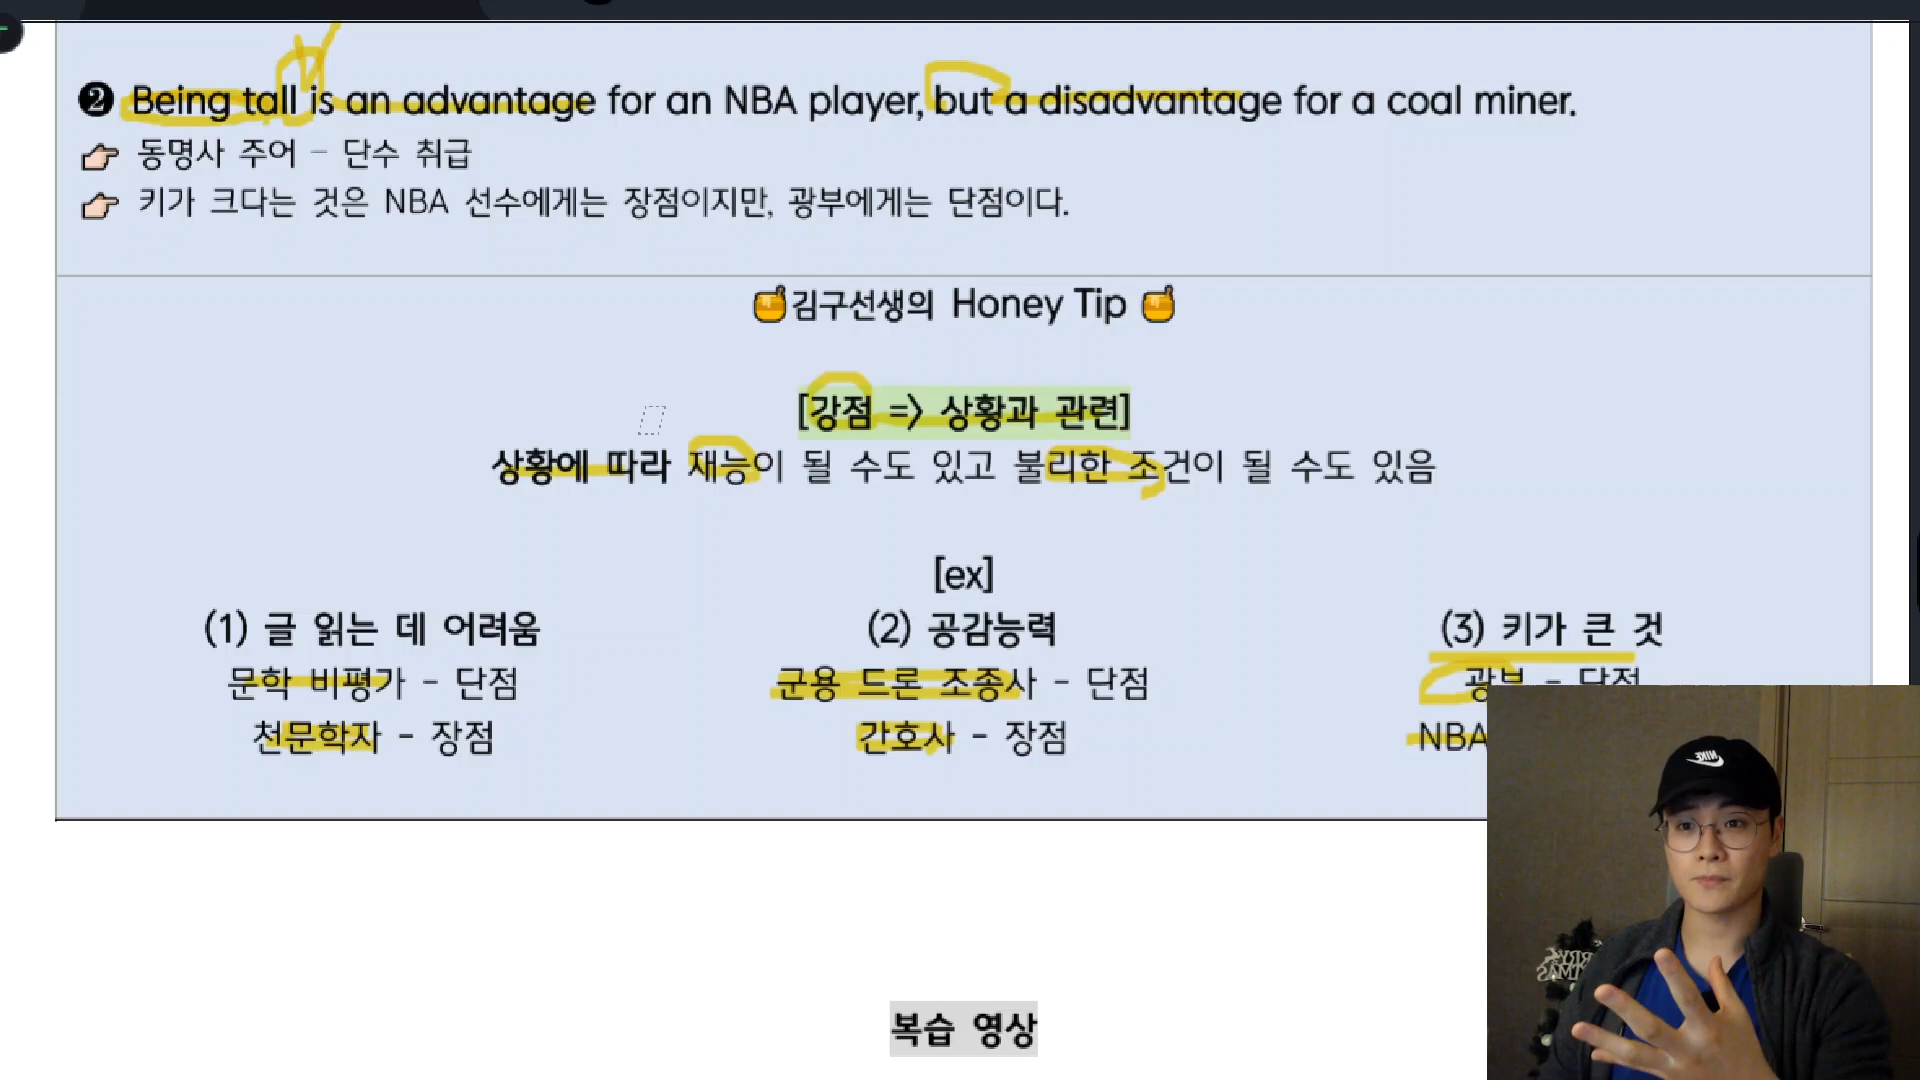 ❷ Being tall is an advantage for an NBA player, but a disadvantage for a coal miner.
👉 동명사 주어 - 단수 취급
👉 키가 크다는 것은 NBA 선수에게는 장점이지만, 광부에게는 단점이다.
🍯김구선생의 Honey Tip 🍯
[강점 => 상황과 관련]
상황에 따라 재능이 될 수도 있고 불리한 조건이 될 수도 있음
[ex]
(1) 글 읽는 데 어려움
문학 비평가 - 단점
천문학자 - 장점
(2) 공감능력
군용 드론 조종사 - 단점
간호사 - 장점
(3) 키가 큰 것
광부 - 단점
NBA
복습 영상
NIKE